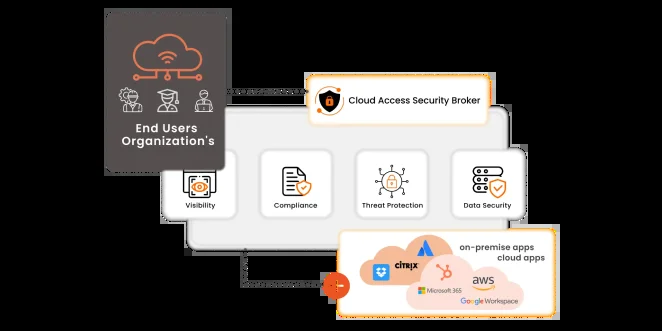 Cloud Access Security Broker
End Users
Organization's
Visibility
Compliance
Threat Protection
Data Security
on-premise apps
cloud apps
CITRIX
aws
Microsoft 365
Google Workspace